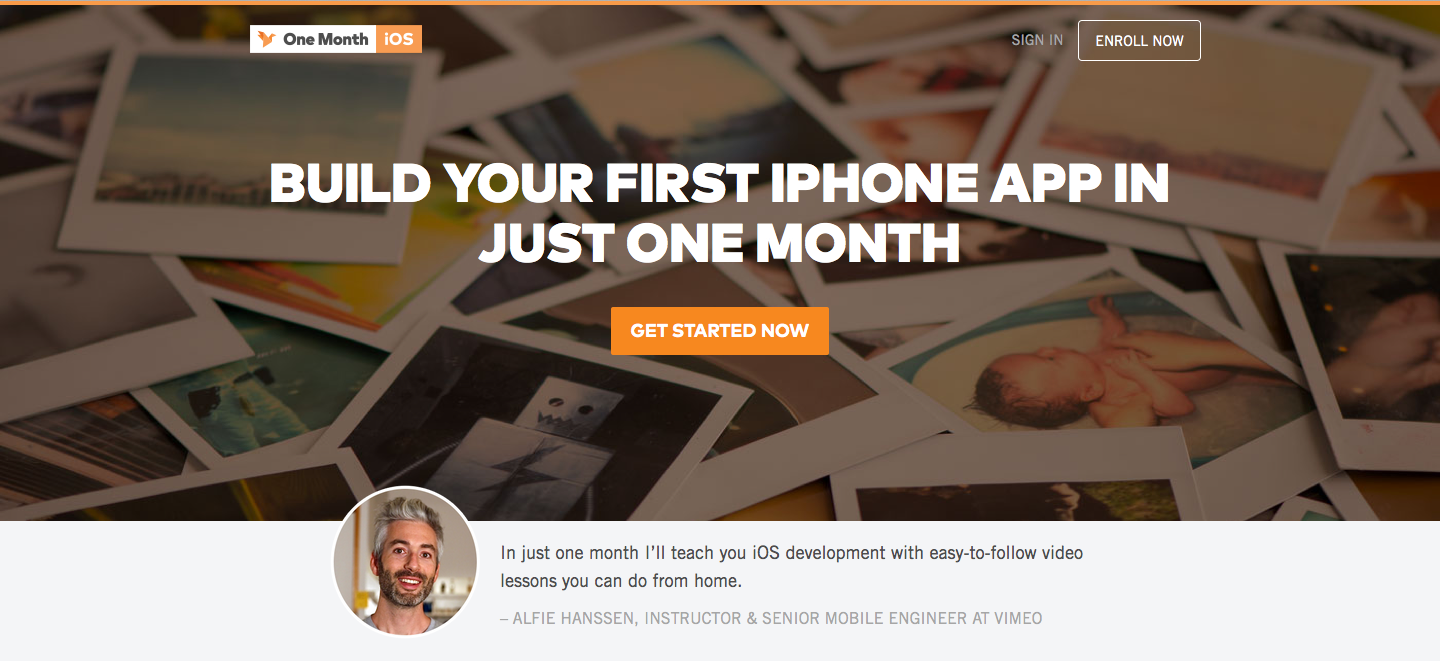 One Month iOS
SIGN IN
ENROLL NOW
BUILD YOUR FIRST IPHONE APP IN
JUST ONE MONTH
GET STARTED NOW
In just one month I'll teach you iOS development with easy-to-follow video
lessons you can do from home.
– ALFIE HANSSEN, INSTRUCTOR & SENIOR MOBILE ENGINEER AT VIMEO